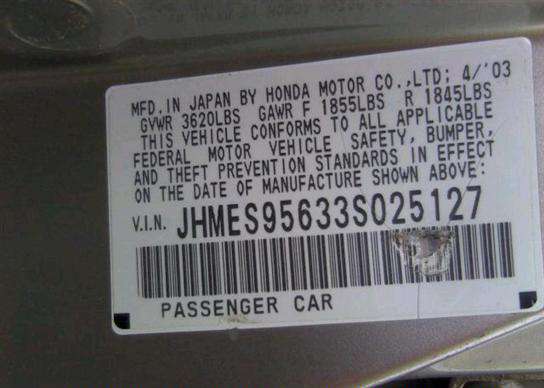 MFD.IN JAPAN BY HONDA MOTOR CO.,LTD; 4/'03
GVWR 3620LBS GAWR F 1855LBS R 1845LBS
THIS VEHICLE CONFORMS TO ALL APPLICABLE
FEDERAL MOTOR VEHICLE SAFETY, BUMPER,
AND THEFT PREVENTION STANDARDS IN EFFECT
ON THE DATE OF MANUFACTURE SHOWN ABOVE:
V.I.N. JHMES95633S025127
PASSENGER CAR